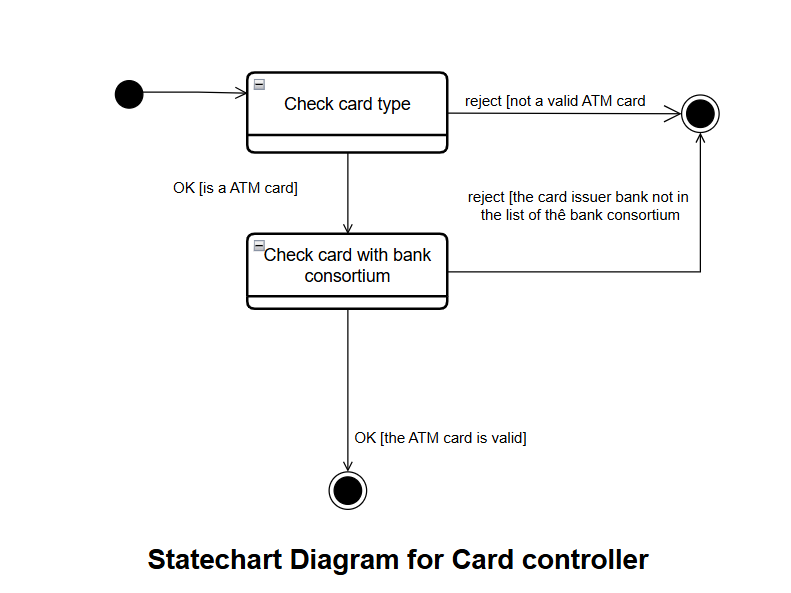 Check card type
reject [not a valid ATM card
OK [is a ATM card]
reject [the card issuer bank not in
the list of thê bank consortium
Check card with bank
consortium
OK [the ATM card is valid]
Statechart Diagram for Card controller